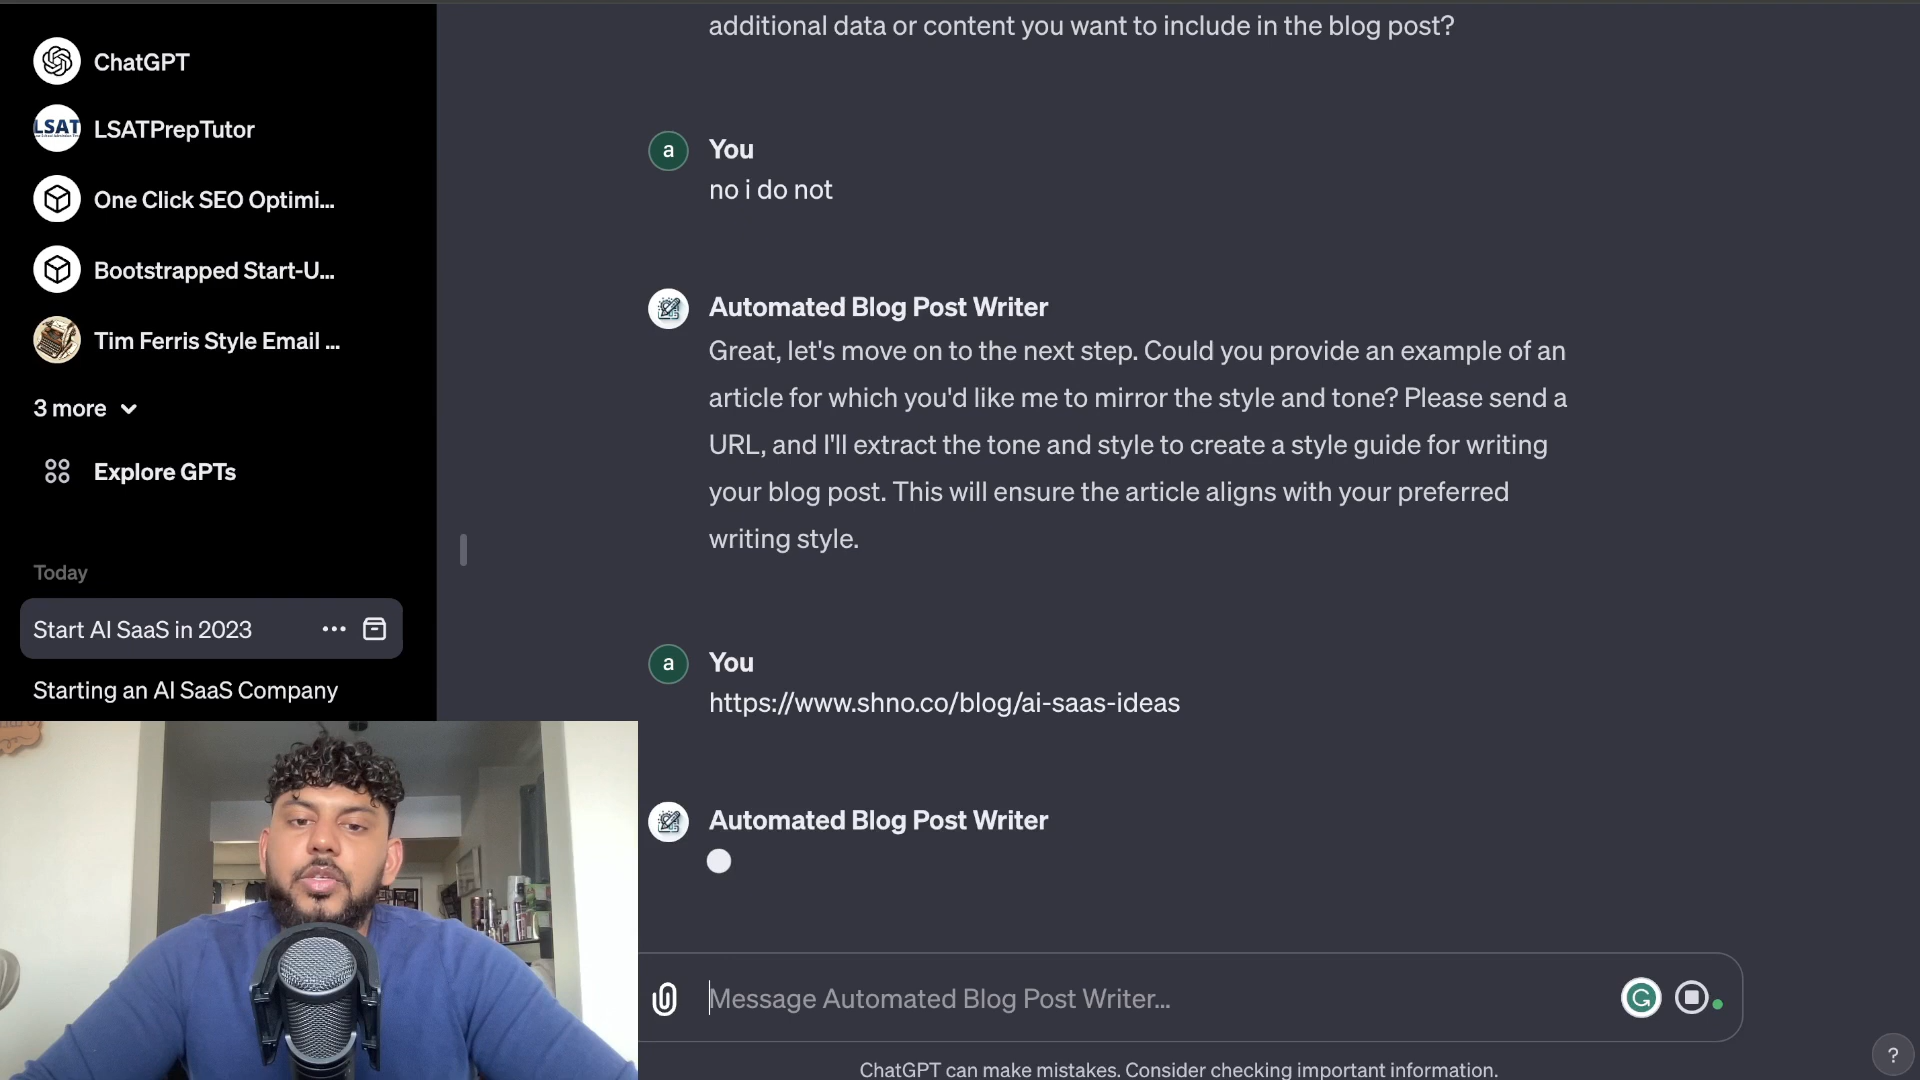 ChatGPT
LSAT
LSATPrepTutor
One Click SEO Optimi...
Bootstrapped Start-U...
Tim Ferris Style Email ...
3 more
Explore GPTs
Today
Start AI SaaS in 2023
Starting an AI SaaS Company
additional data or content you want to include in the blog post?
a
You
no i do not
Automated Blog Post Writer
Great, let's move on to the next step. Could you provide an example of an
article for which you'd like me to mirror the style and tone? Please send a
URL, and I'll extract the tone and style to create a style guide for writing
your blog post. This will ensure the article aligns with your preferred
writing style.
a
You
https://www.shno.co/blog/ai-saas-ideas
Automated Blog Post Writer
Message Automated Blog Post Writer...
G
ChatGPT can make mistakes. Consider checking important information.
?